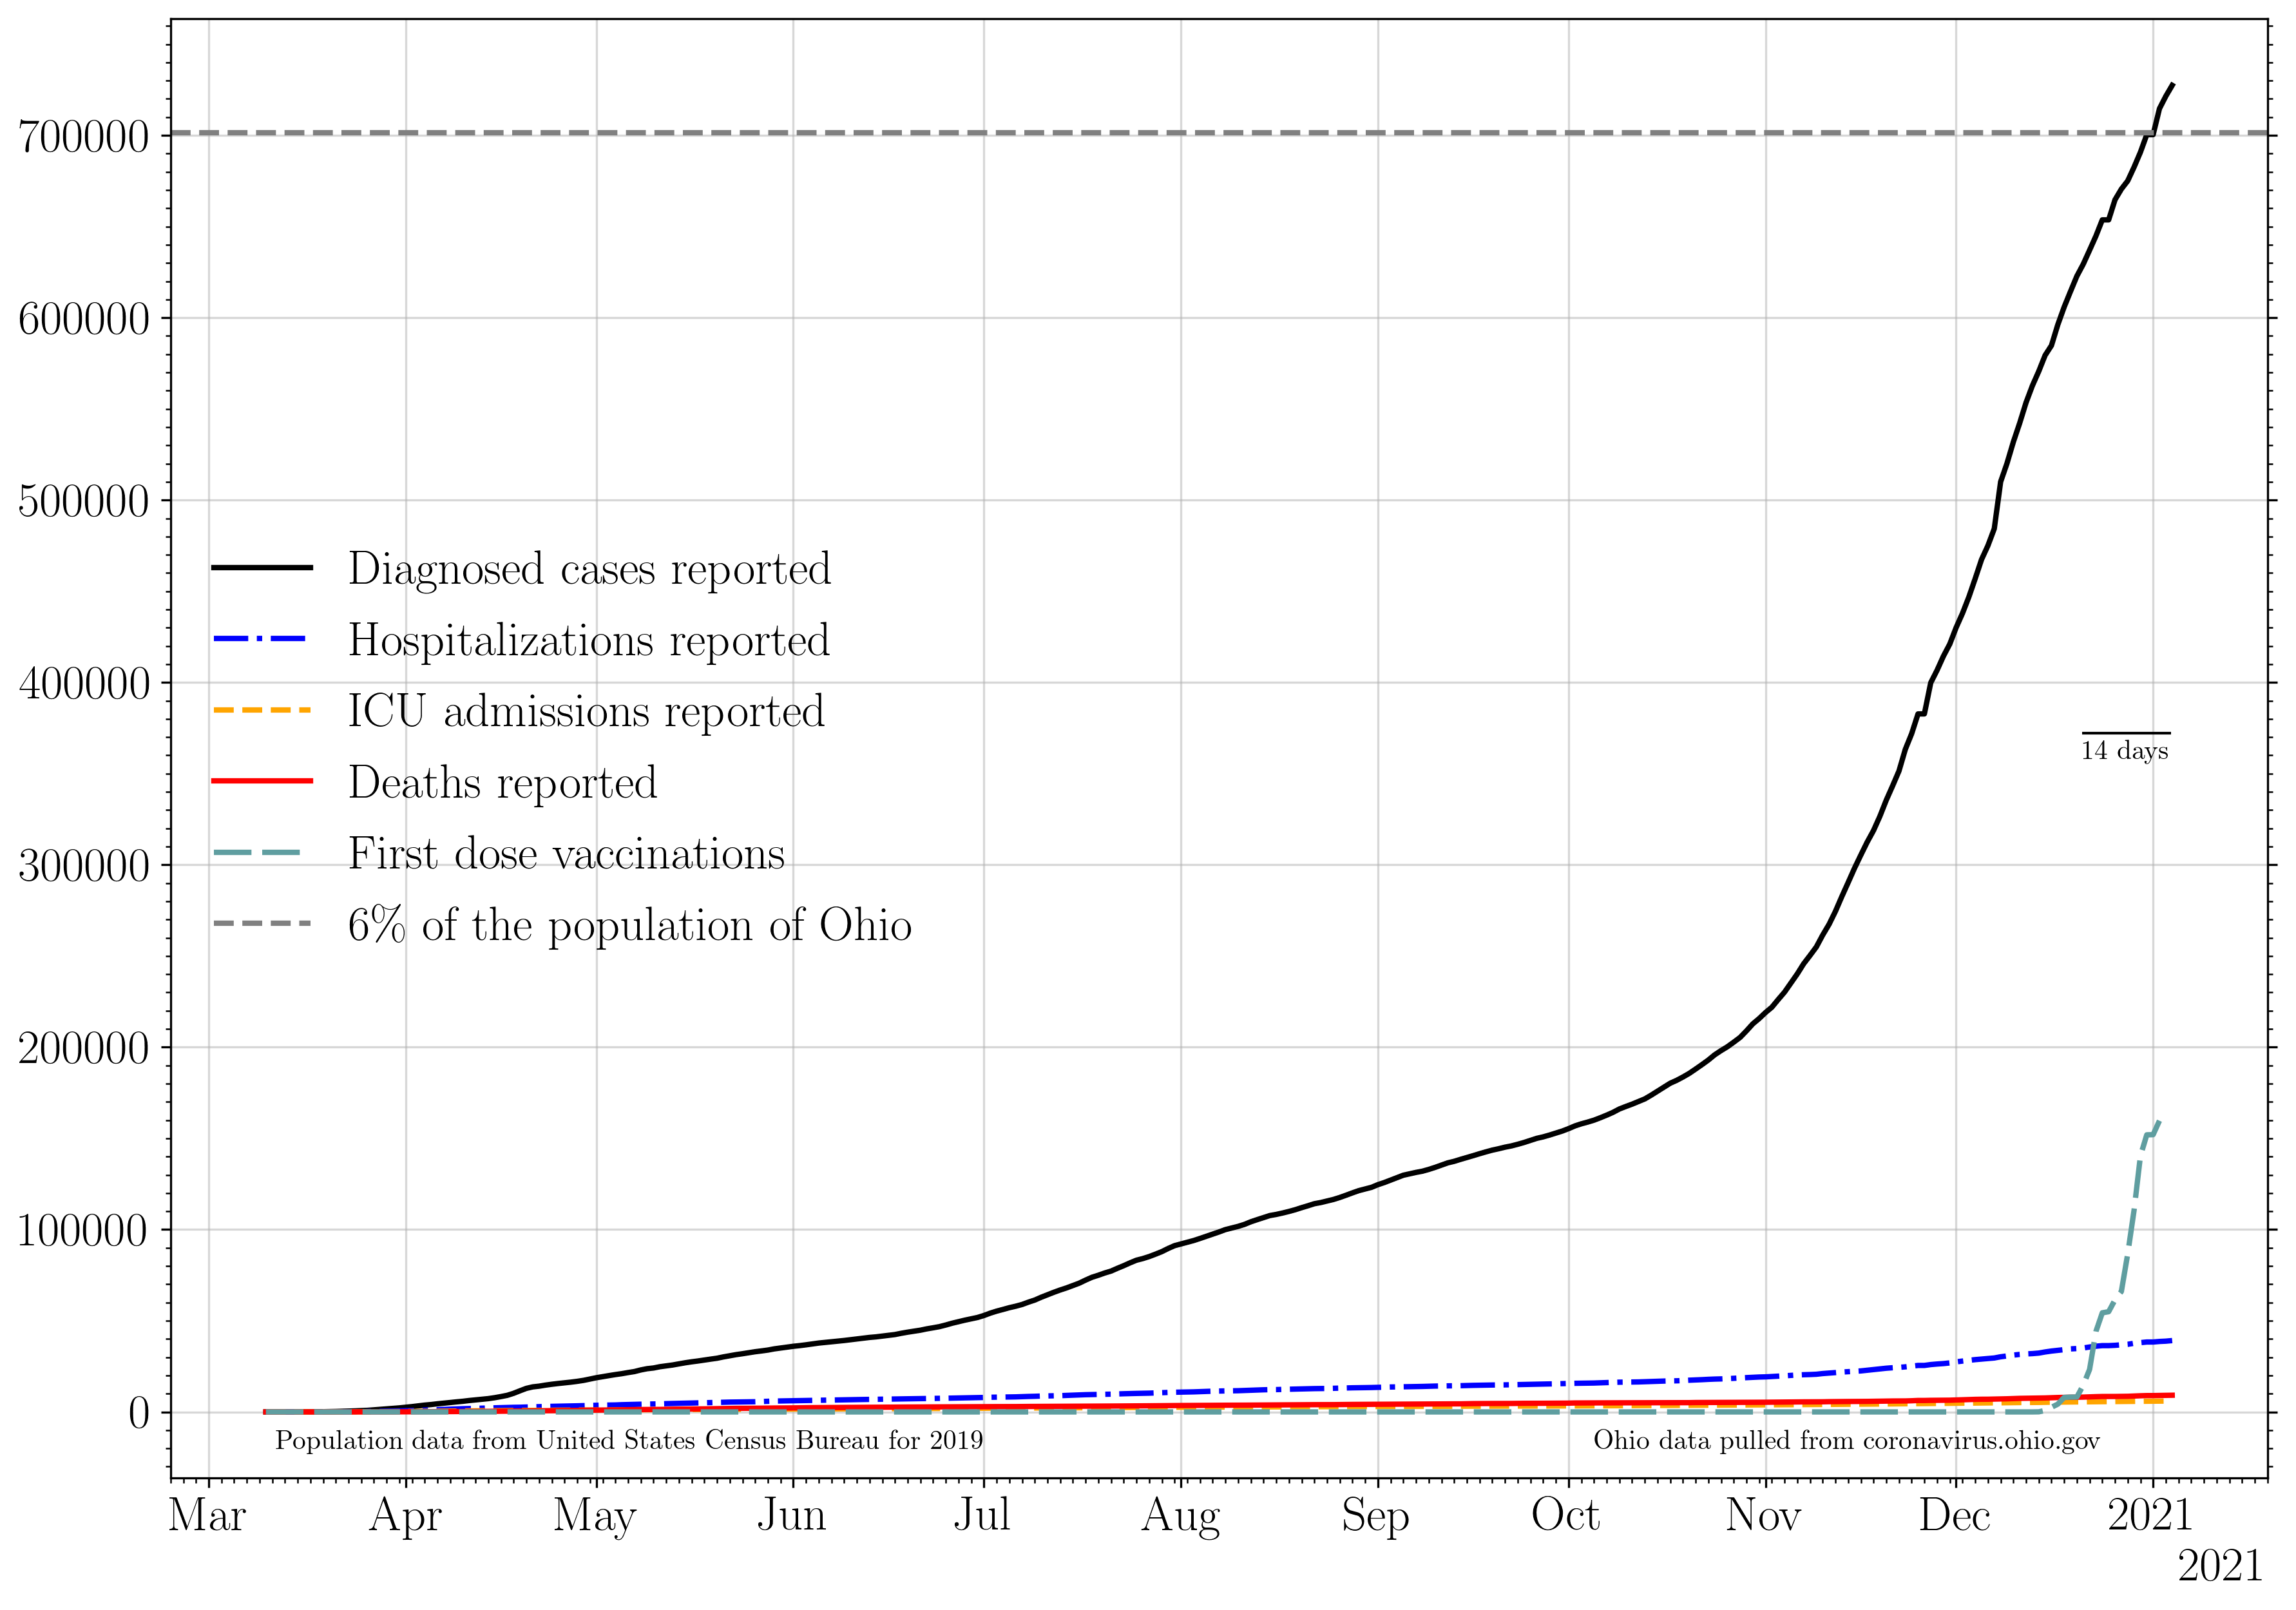 700000
600000
500000
400000
300000
200000
100000
0
Diagnosed cases reported
Hospitalizations reported
ICU admissions reported
Deaths reported
First dose vaccinations
6% of the population of Ohio
14 days
Population data from United States Census Bureau for 2019
Ohio data pulled from coronavirus.ohio.gov
Mar Apr May Jun Jul Aug Sep Oct Nov Dec 2021
2021